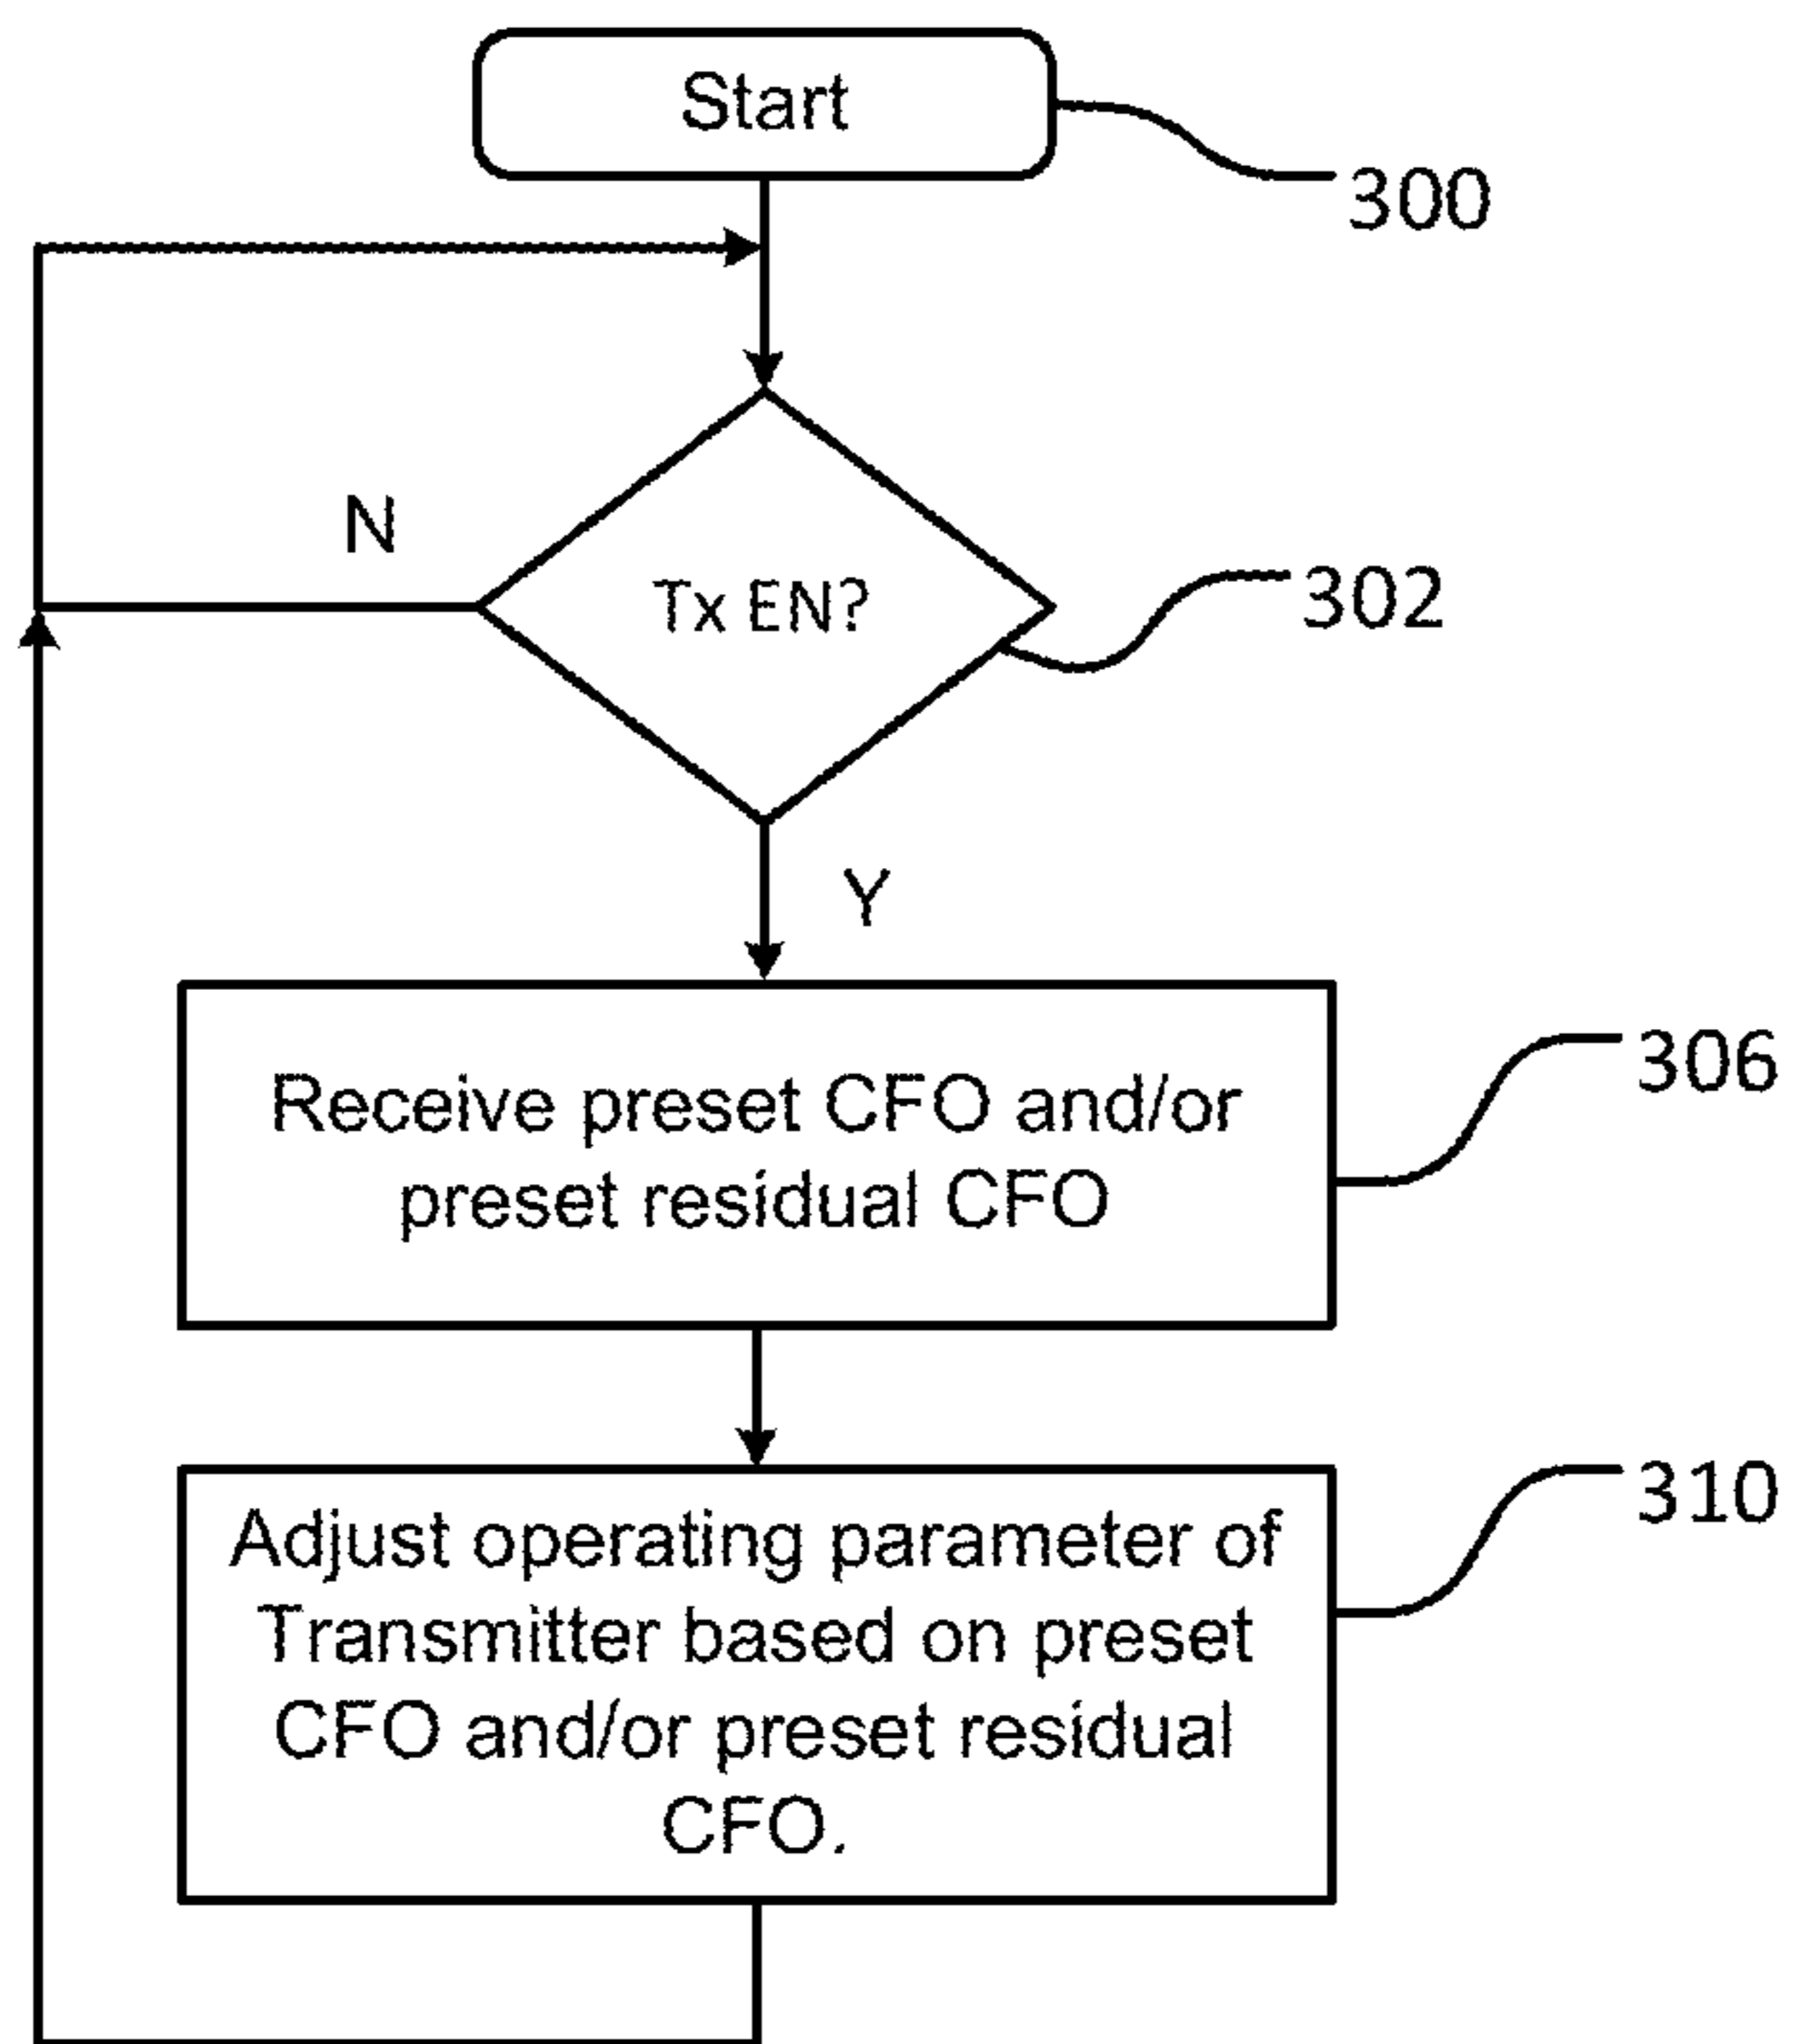 Start
300
N
Tx EN?
302
Y
Receive preset CFO and/or
preset residual CFO
306
Adjust operating parameter of
Transmitter based on preset
CFO and/or preset residual
CFO.
310